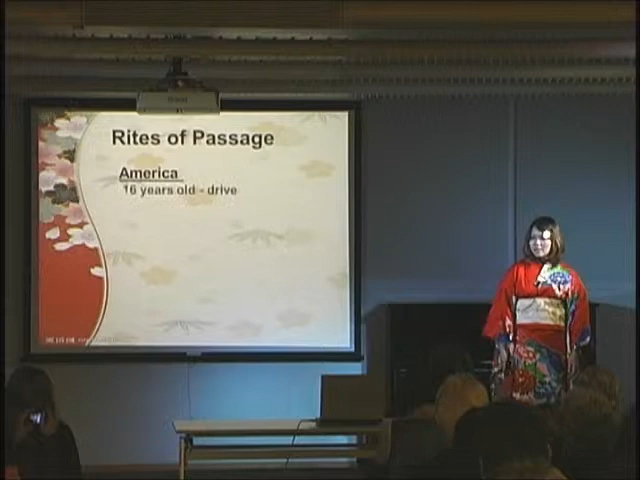 Rites of Passage
America
16 years old - drive